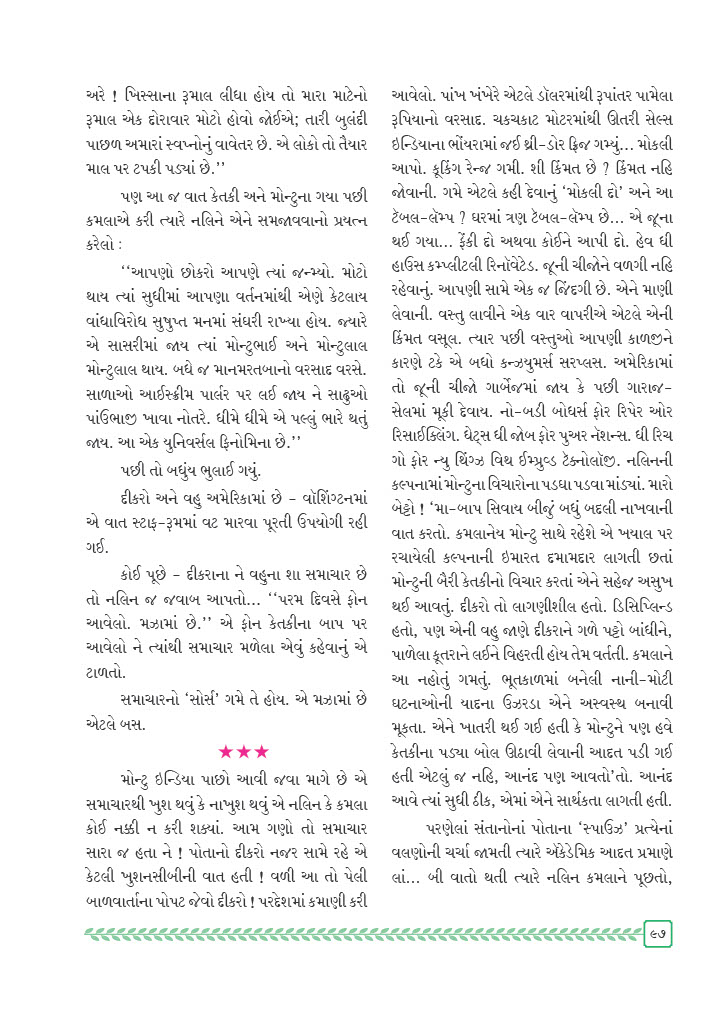 અરે ! ખિસ્સાના રૂમાલ લીધા હોય તો મારા માટેનો
રૂમાલ એક દોરાવાર મોટો હોવો જોઈએ; તારી બુલંદી
પાછળ અમારાં સ્વપ્નોનું વાવેતર છે. એ લોકો તો તૈયાર
માલ પર ટપકી પડ્યાં છે.’’
પણ આ જ વાત કેતકી અને મોન્ટુના ગયા પછી
કમલાએ કરી ત્યારે નલિને એને સમજાવવાનો પ્રયત્ન
કરેલો :
‘‘આપણો છોકરો આપણે ત્યાં જન્મ્યો. મોટો
થાય ત્યાં સુધીમાં આપણા વર્તનમાંથી એણે કેટલાય
વાંધાવિરોધ સુષુપ્ત મનમાં સંઘરી રાખ્યા હોય. જ્યારે
એ સાસરીમાં જાય ત્યાં મોન્ટુભાઈ અને મોન્ટુલાલ
મોન્ટુલાલ થાય. બધે જ માનમરતબાનો વરસાદ વરસે.
સાળાઓ આઈસ્ક્રીમ પાર્લર પર લઈ જાય ને સાઢુઓ
પાંઉભાજી ખાવા નોતરે. ધીમે ધીમે એ પલ્લું ભારે થતું
જાય. આ એક યુનિવર્સલ ફિનોમિના છે.’’
પછી તો બધુંય ભુલાઈ ગયું.
દીકરો અને વહુ અમેરિકામાં છે - વૉશિંગ્ટનમાં
એ વાત સ્ટાફ-રૂમમાં વટ મારવા પૂરતી ઉપયોગી રહી
ગઈ.
કોઈ પૂછે - દીકરાના ને વહુના શા સમાચાર છે
તો નલિન જ જવાબ આપતો... ‘‘પરમ દિવસે ફોન
આવેલો. મઝામાં છે.’’ એ ફોન કેતકીના બાપ પર
આવેલો ને ત્યાંથી સમાચાર મળેલા એવું કહેવાનું એ
ટાળતો.
સમાચારનો ‘સોર્સ’ ગમે તે હોય. એ મઝામાં છે
એટલે બસ.
★★★
મોન્ટુ ઇન્ડિયા પાછો આવી જવા માગે છે એ
સમાચારથી ખુશ થવું કે નાખુશ થવું એ નલિન કે કમલા
કોઈ નક્કી ન કરી શક્યાં. આમ ગણો તો સમાચાર
સારા જ હતા ને ! પોતાનો દીકરો નજર સામે રહે એ
કેટલી ખુશનસીબીની વાત હતી ! વળી આ તો પેલી
બાળવાર્તાના પોપટ જેવો દીકરો ! પરદેશમાં કમાણી કરી
આવેલો. પાંખ ખંખેરે એટલે ડૉલરમાંથી રૂપાંતર પામેલા
રૂપિયાનો વરસાદ. ચકચકાટ મોટરમાંથી ઊતરી સેલ્સ
ઇન્ડિયાના ભોંયરામાં જઈ થ્રી-ડોર ફ્રિજ ગમ્યું... મોકલી
આપો. કૂકિંગ રેન્જ ગમી. શી કિંમત છે ? કિંમત નહિ
જોવાની. ગમે એટલે કહી દેવાનું ‘મોકલી દો’ અને આ
ટૅબલ-લૅમ્પ ? ઘરમાં ત્રણ ટેબલ-લૅમ્પ છે... એ જૂના
થઈ ગયા... ફેંકી દો અથવા કોઈને આપી દો. હેવ ધી
હાઉસ કમ્પ્લીટલી રિનૉવેટેડ. જૂની ચીજોને વળગી નહિ
રહેવાનું. આપણી સામે એક જ જિંદગી છે. એને માણી
લેવાની. વસ્તુ લાવીને એક વાર વાપરીએ એટલે એની
કિંમત વસૂલ. ત્યાર પછી વસ્તુઓ આપણી કાળજીને
કારણે ટકે એ બધો કન્ઝ્યુમર્સ સરપ્લસ. અમેરિકામાં
તો જૂની ચીજો ગાર્બેજમાં જાય કે પછી ગારાજ-
સેલમાં મૂકી દેવાય. નો-બડી બોધર્સ ફોર રિપેર ઓર
રિસાઈક્લિંગ. ધેટ્સ ધી જોબ ફોર પુઅર નૅશન્સ. ધી રિચ
ગો ફોર ન્યુ થિંગ્ઝ વિથ ઈમ્પ્રુવ્ડ ટૅક્નોલૉજી. નલિનની
કલ્પનામાં મોન્ટુના વિચારોના પડઘા પડવા માંડ્યાં. મારો
બેટ્ટો ! ‘મા-બાપ સિવાય બીજું બધું બદલી નાખવાની
વાત કરતો. કમલાનેય મોન્ટુ સાથે રહેશે એ ખયાલ પર
રચાયેલી કલ્પનાની ઇમારત દમામદાર લાગતી છતાં
મોન્ટુની બૈરી કેતકીનો વિચાર કરતાં એને સહેજ અસુખ
થઈ આવતું. દીકરો તો લાગણીશીલ હતો. ડિસિપ્લિન્ડ
હતો, પણ એની વહુ જાણે દીકરાને ગળે પટ્ટો બાંધીને,
પાળેલા કૂતરાને લઈને વિહરતી હોય તેમ વર્તતી. કમલાને
આ નહોતું ગમતું. ભૂતકાળમાં બનેલી નાની-મોટી
ઘટનાઓની યાદના ઉઝરડા એને અસ્વસ્થ બનાવી
મૂકતા. એને ખાતરી થઈ ગઈ હતી કે મોન્ટુને પણ હવે
કેતકીના પડ્યા બોલ ઊઠાવી લેવાની આદત પડી ગઈ
હતી એટલું જ નહિ, આનંદ પણ આવતો’તો. આનંદ
આવે ત્યાં સુધી ઠીક, એમાં એને સાર્થકતા લાગતી હતી.
પરણેલાં સંતાનોનાં પોતાના ‘સ્પાઉઝ’ પ્રત્યેનાં
વલણોની ચર્ચા જામતી ત્યારે ઍકેડેમિક આદત પ્રમાણે
લાં... બી વાતો થતી ત્યારે નલિન કમલાને પૂછતો,
૯૭